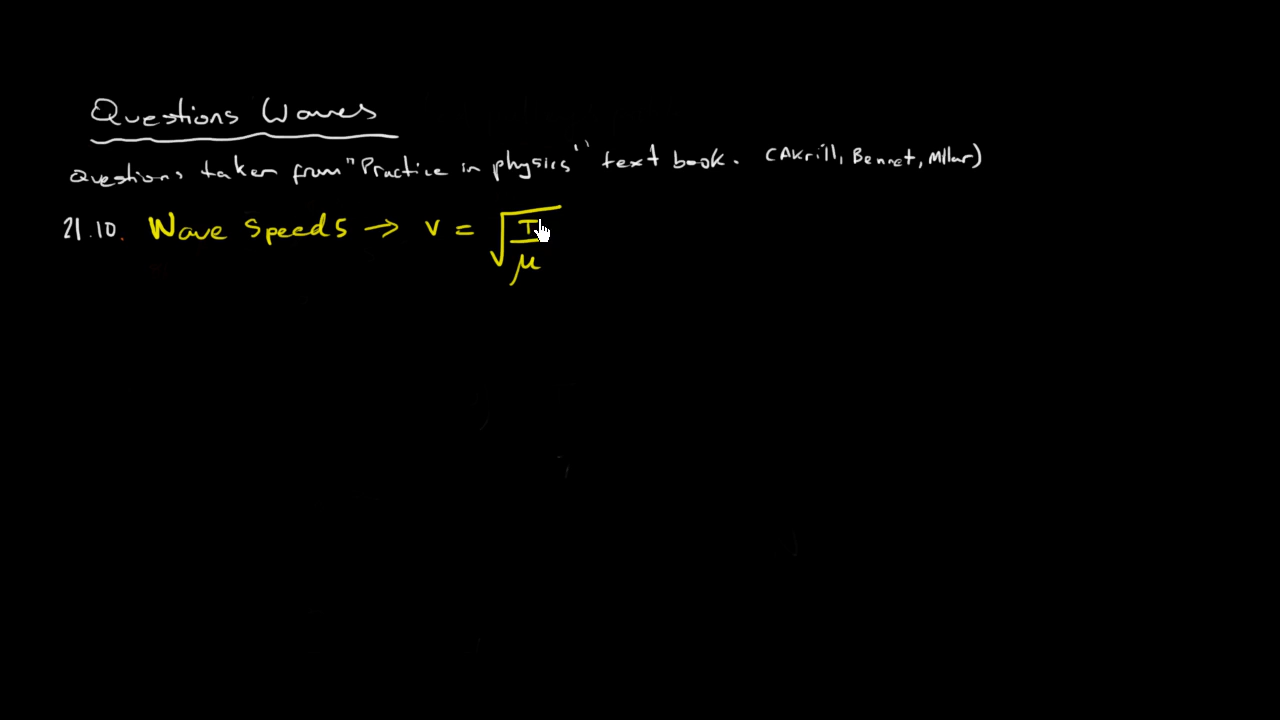 Questions Waves
Questions taken from "Practice in physics" text book. (Akrill, Bennet, Millar)
21.10. Wave Speeds → v = √(T/μ)